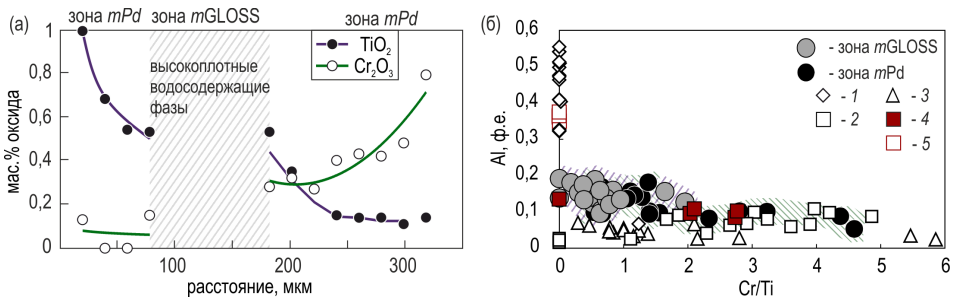 (а)
зона mPd зона mGLOSS зона mPd
1
0,8
0,6
0,4
0,2
0
мас.% оксида
высокоплотные
водосодержащие
фазы
TiO2
Cr2O3
100 200 300
расстояние, мкм
(б)
0,6
0,5
0,4
0,3
0,2
0,1
0
Al, ф.е.
- зона mGLOSS
- зона mPd
- 1 - 3
- 2 - 4
- 5
0 1 2 3 4 5 6
Cr/Ti